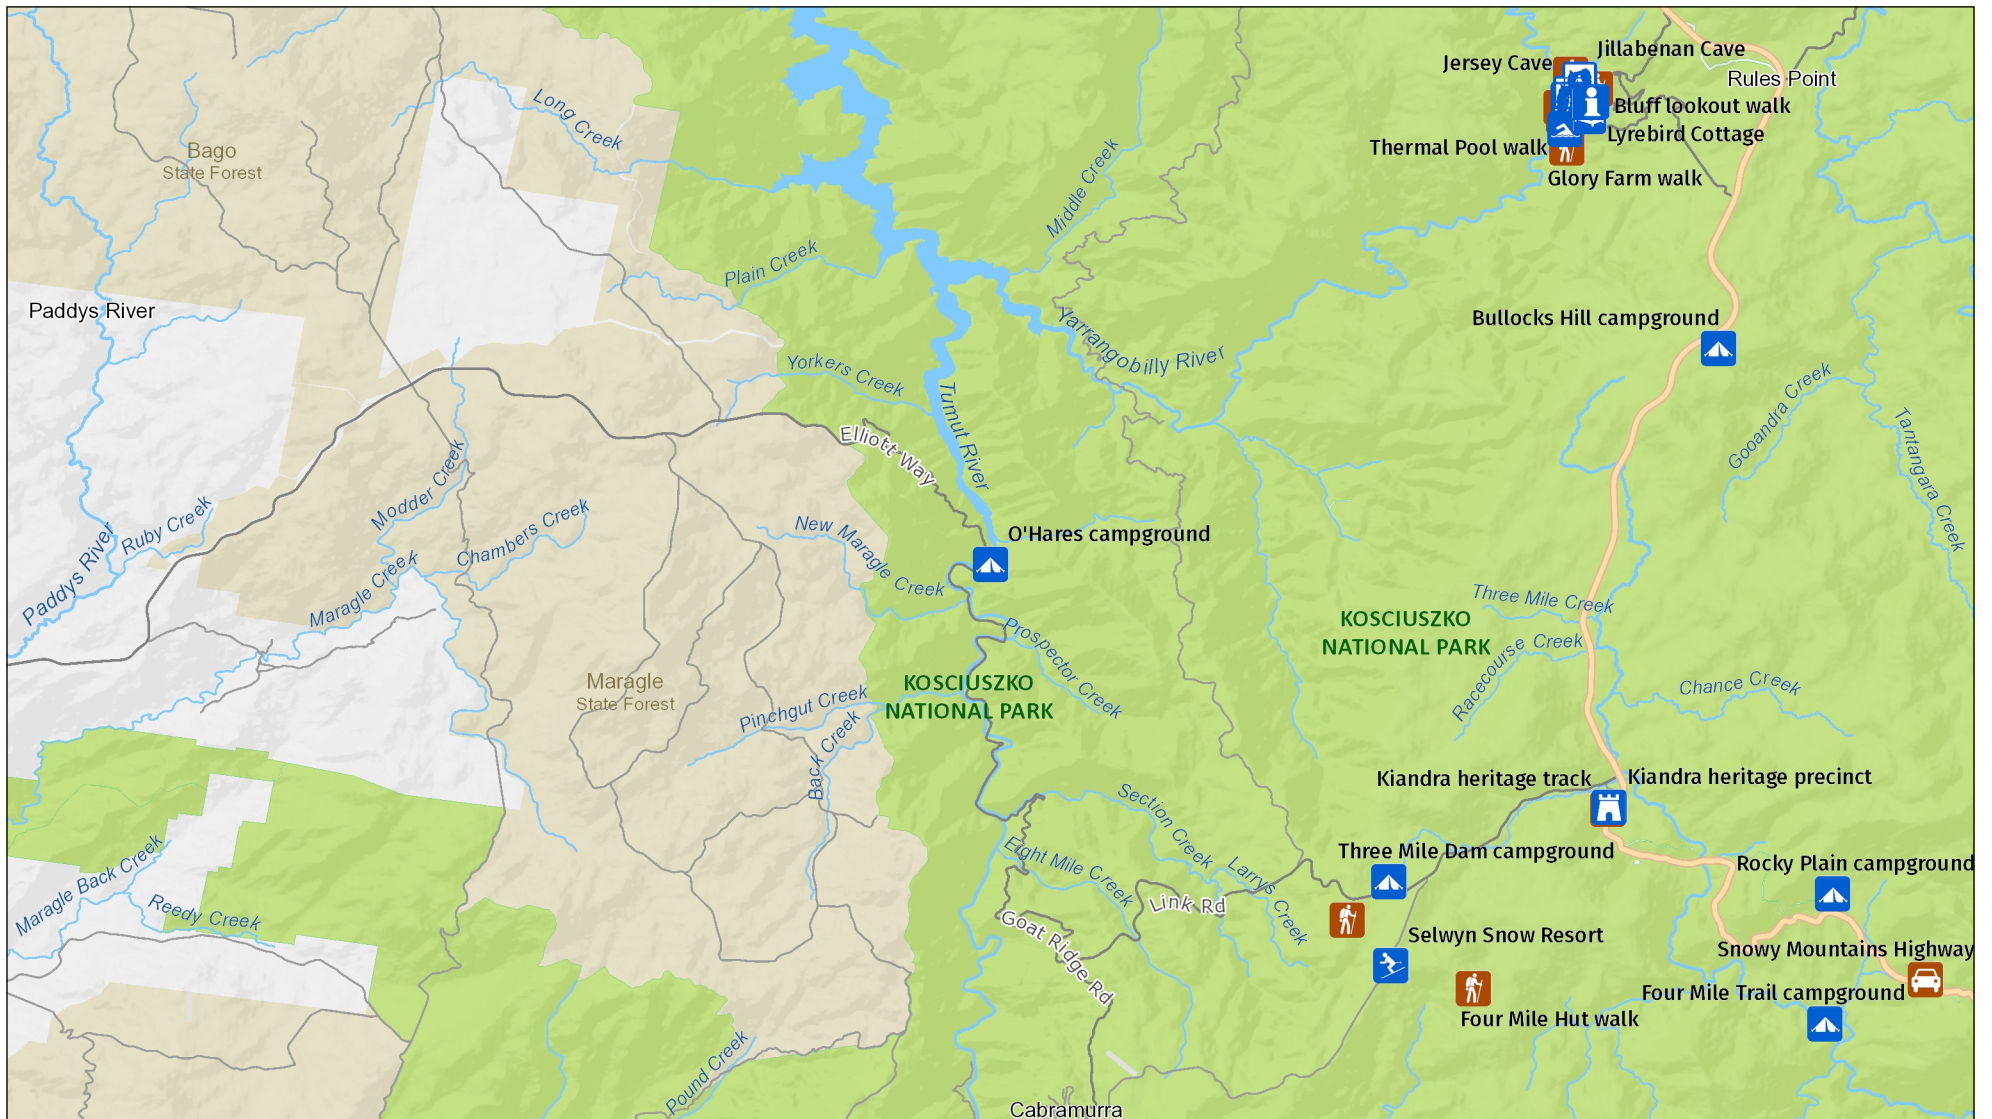 Jillabenan Cave
Jersey Cave
Rules Point
Bluff lookout walk
Lyrebird Cottage
Thermal Pool walk
Glory Farm walk
Long Creek
Bago
State Forest
Middle Creek
Plain Creek
Paddys River
Bullocks Hill campground
Yarrangobilly River
Yorkers Creek
Tumut River
Gooandra Creek
Tantangara Creek
Elliott Way
Modder Creek
Ruby Creek
Chambers Creek
Paddys River
Maragle Creek
New Maragle Creek
O'Hares campground
Three Mile Creek
KOSCIUSZKO
NATIONAL PARK
Racecourse Creek
Prospector Creek
Maragle
State Forest
KOSCIUSZKO
NATIONAL PARK
Chance Creek
Pinchgut Creek
Back Creek
Kiandra heritage track
Kiandra heritage precinct
Section Creek
Eight Mile Creek
Larrys Creek
Three Mile Dam campground
Rocky Plain campground
Maragle Back Creek
Reedy Creek
Link Rd
Goat Ridge Rd
Selwyn Snow Resort
Snowy Mountains Highway
Four Mile Trail campground
Four Mile Hut walk
Pound Creek
Cabramurra